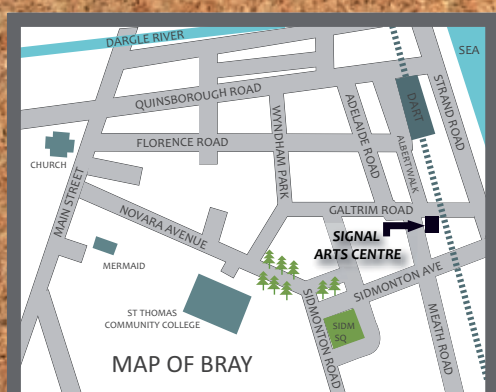 DARGLE RIVER
SEA
QUINSBOROUGH ROAD
DART
STRAND ROAD
WYNDHAM PARK
ADELAIDE ROAD
ALBERT WALK
FLORENCE ROAD
CHURCH
MAIN STREET
NOVARA AVENUE
GALTRIM ROAD
SIGNAL
ARTS CENTRE
MERMAID
SIDMONTON AVE
ST THOMAS
COMMUNITY COLLEGE
SIDMONTON ROAD
SIDM
SQ
MEATH ROAD
MAP OF BRAY